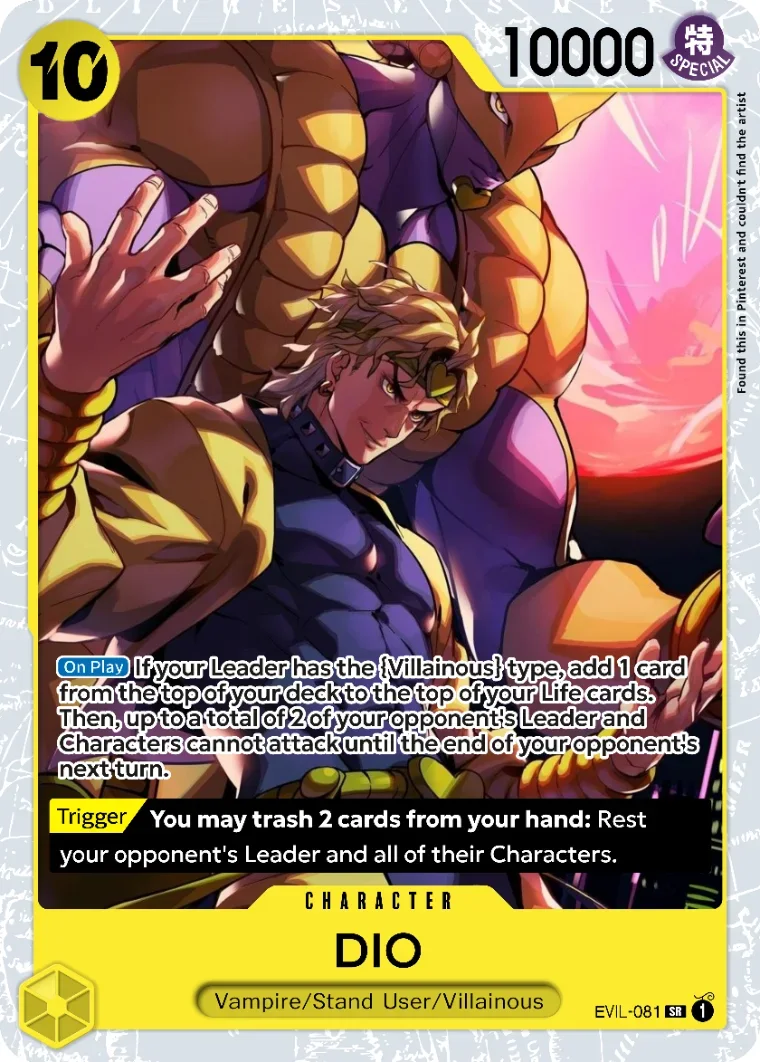 10
10000
特
SPECIAL
Found this in Pinterest and couldn't find the artist
On Play If your Leader has the {Villainous} type, add 1 card
from the top of your deck to the top of your Life cards.
Then, up to a total of 2 of your opponent's Leader and
Characters cannot attack until the end of your opponent's
next turn.
Trigger You may trash 2 cards from your hand: Rest
your opponent's Leader and all of their Characters.
CHARACTER
DIO
Vampire/Stand User/Villainous
EVIL-081 SR 1